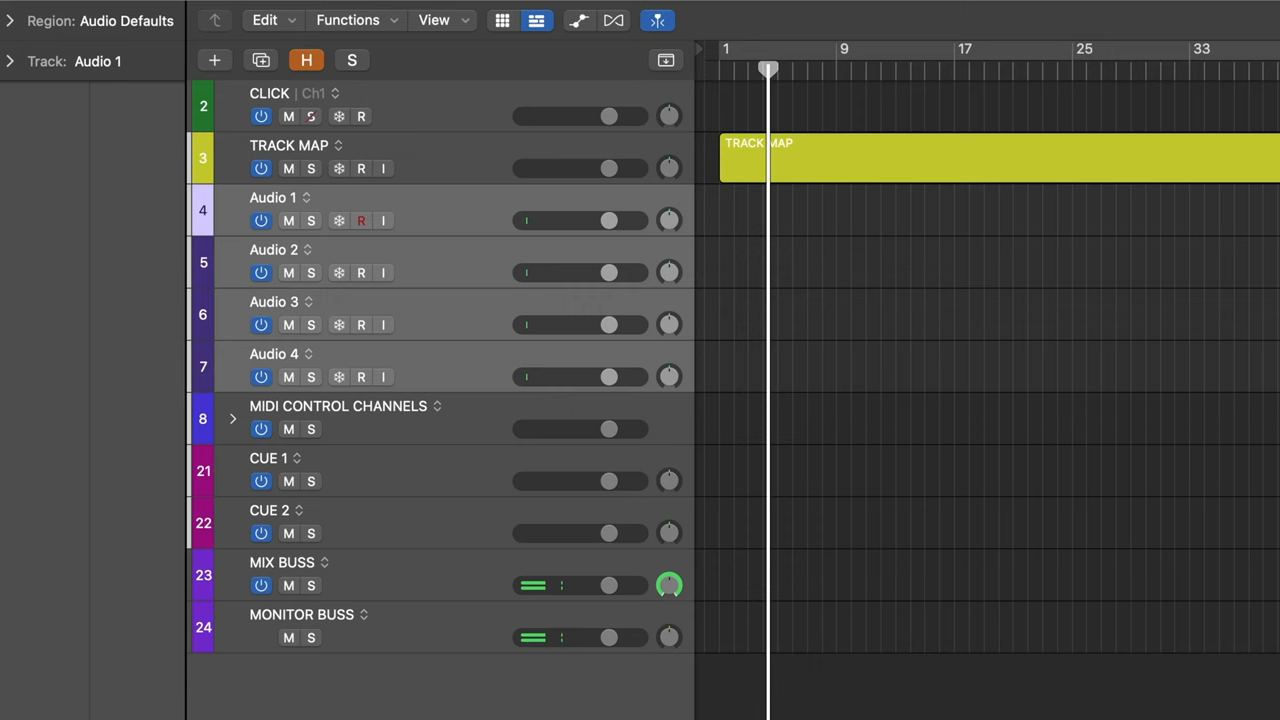 Region: Audio Defaults
Edit Functions View
Track: Audio 1
H S
1 9 17 25 33
2 CLICK | Ch1
M S R
3 TRACK MAP
M S R I
TRACK MAP
4 Audio 1
M S R I
5 Audio 2
M S R I
6 Audio 3
M S R I
7 Audio 4
M S R I
8 MIDI CONTROL CHANNELS
M S
21 CUE 1
M S
22 CUE 2
M S
23 MIX BUSS
M S
24 MONITOR BUSS
M S